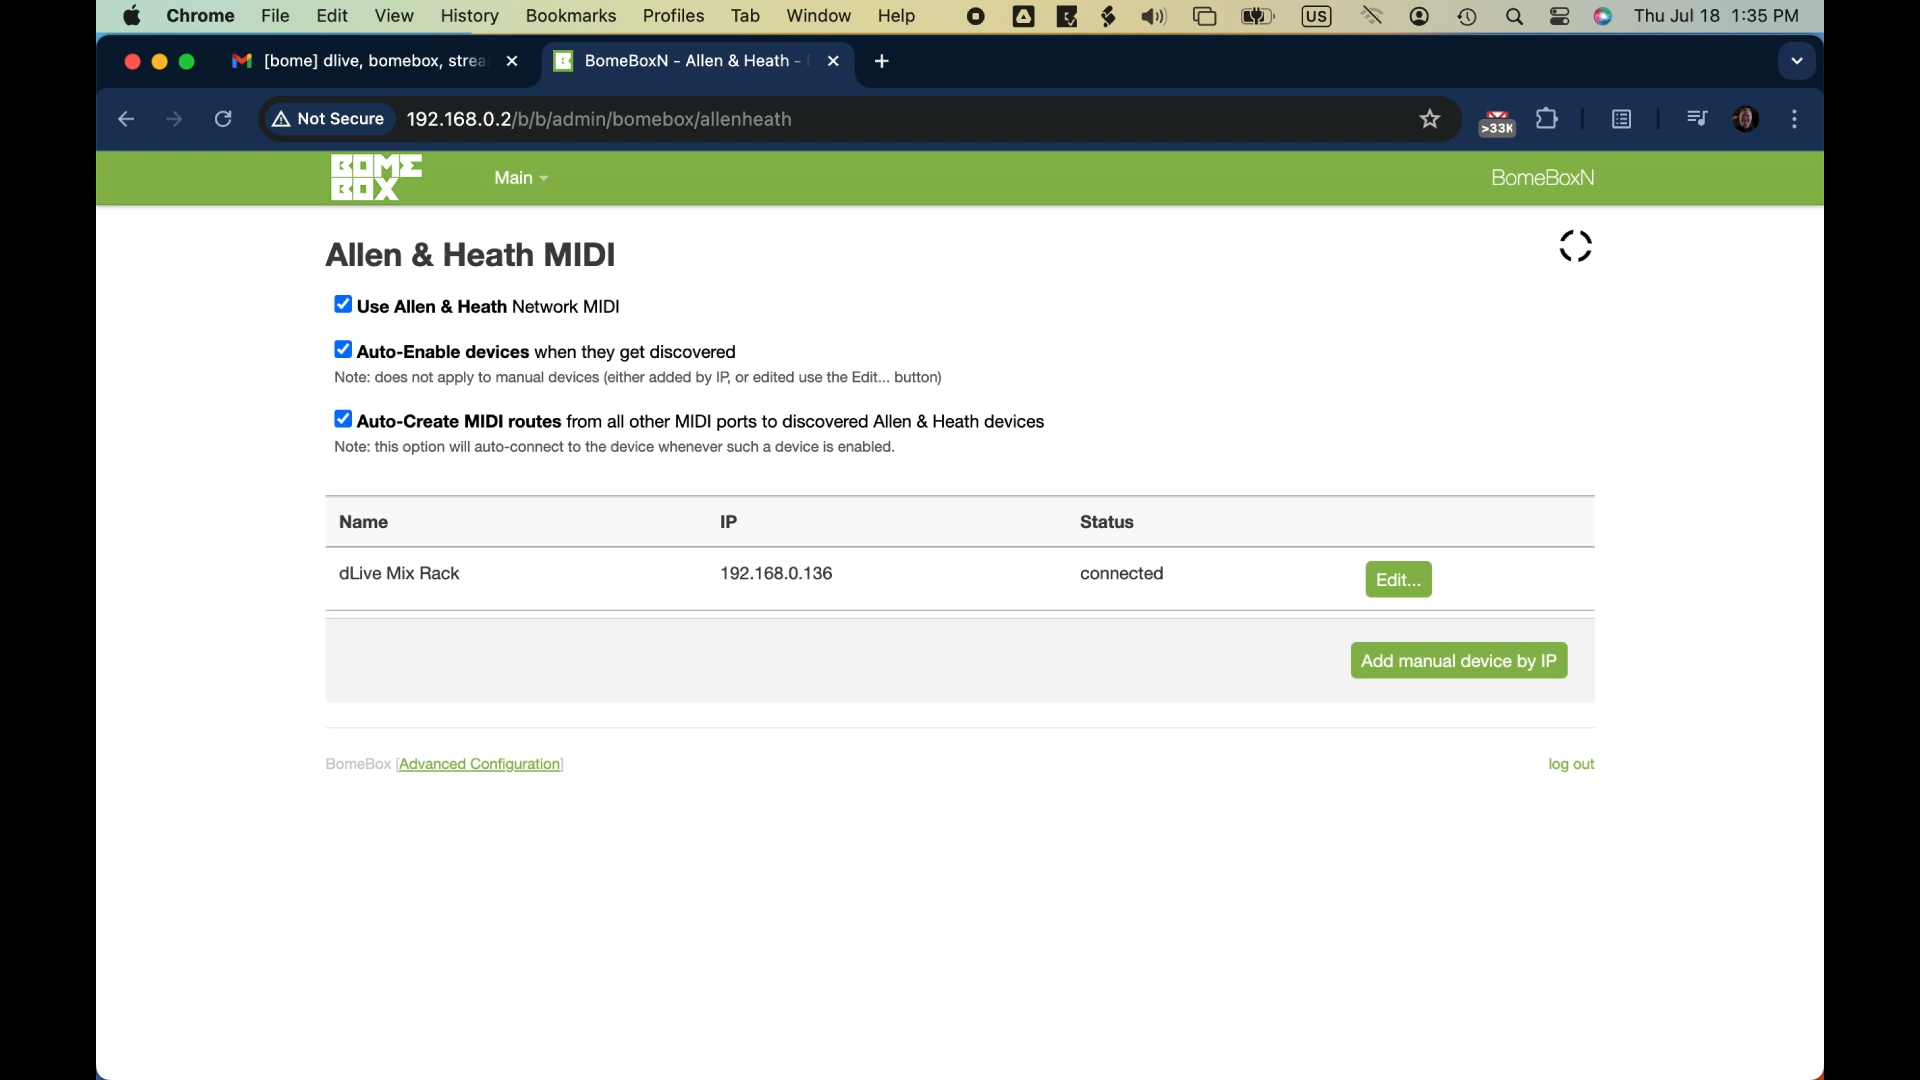 Chrome File Edit View History Bookmarks Profiles Tab Window Help US Thu Jul 18 1:35 PM
[bome] dlive, bomebox, strea BomeBoxN - Allen & Heath -
Not Secure 192.168.0.2/b/b/admin/bomebox/allenheath >33K
BOME BOX Main BomeBoxN
Allen & Heath MIDI
Use Allen & Heath Network MIDI
Auto-Enable devices when they get discovered
Note: does not apply to manual devices (either added by IP, or edited use the Edit... button)
Auto-Create MIDI routes from all other MIDI ports to discovered Allen & Heath devices
Note: this option will auto-connect to the device whenever such a device is enabled.
Name IP Status
dLive Mix Rack 192.168.0.136 connected Edit...
Add manual device by IP
BomeBox [Advanced Configuration] log out